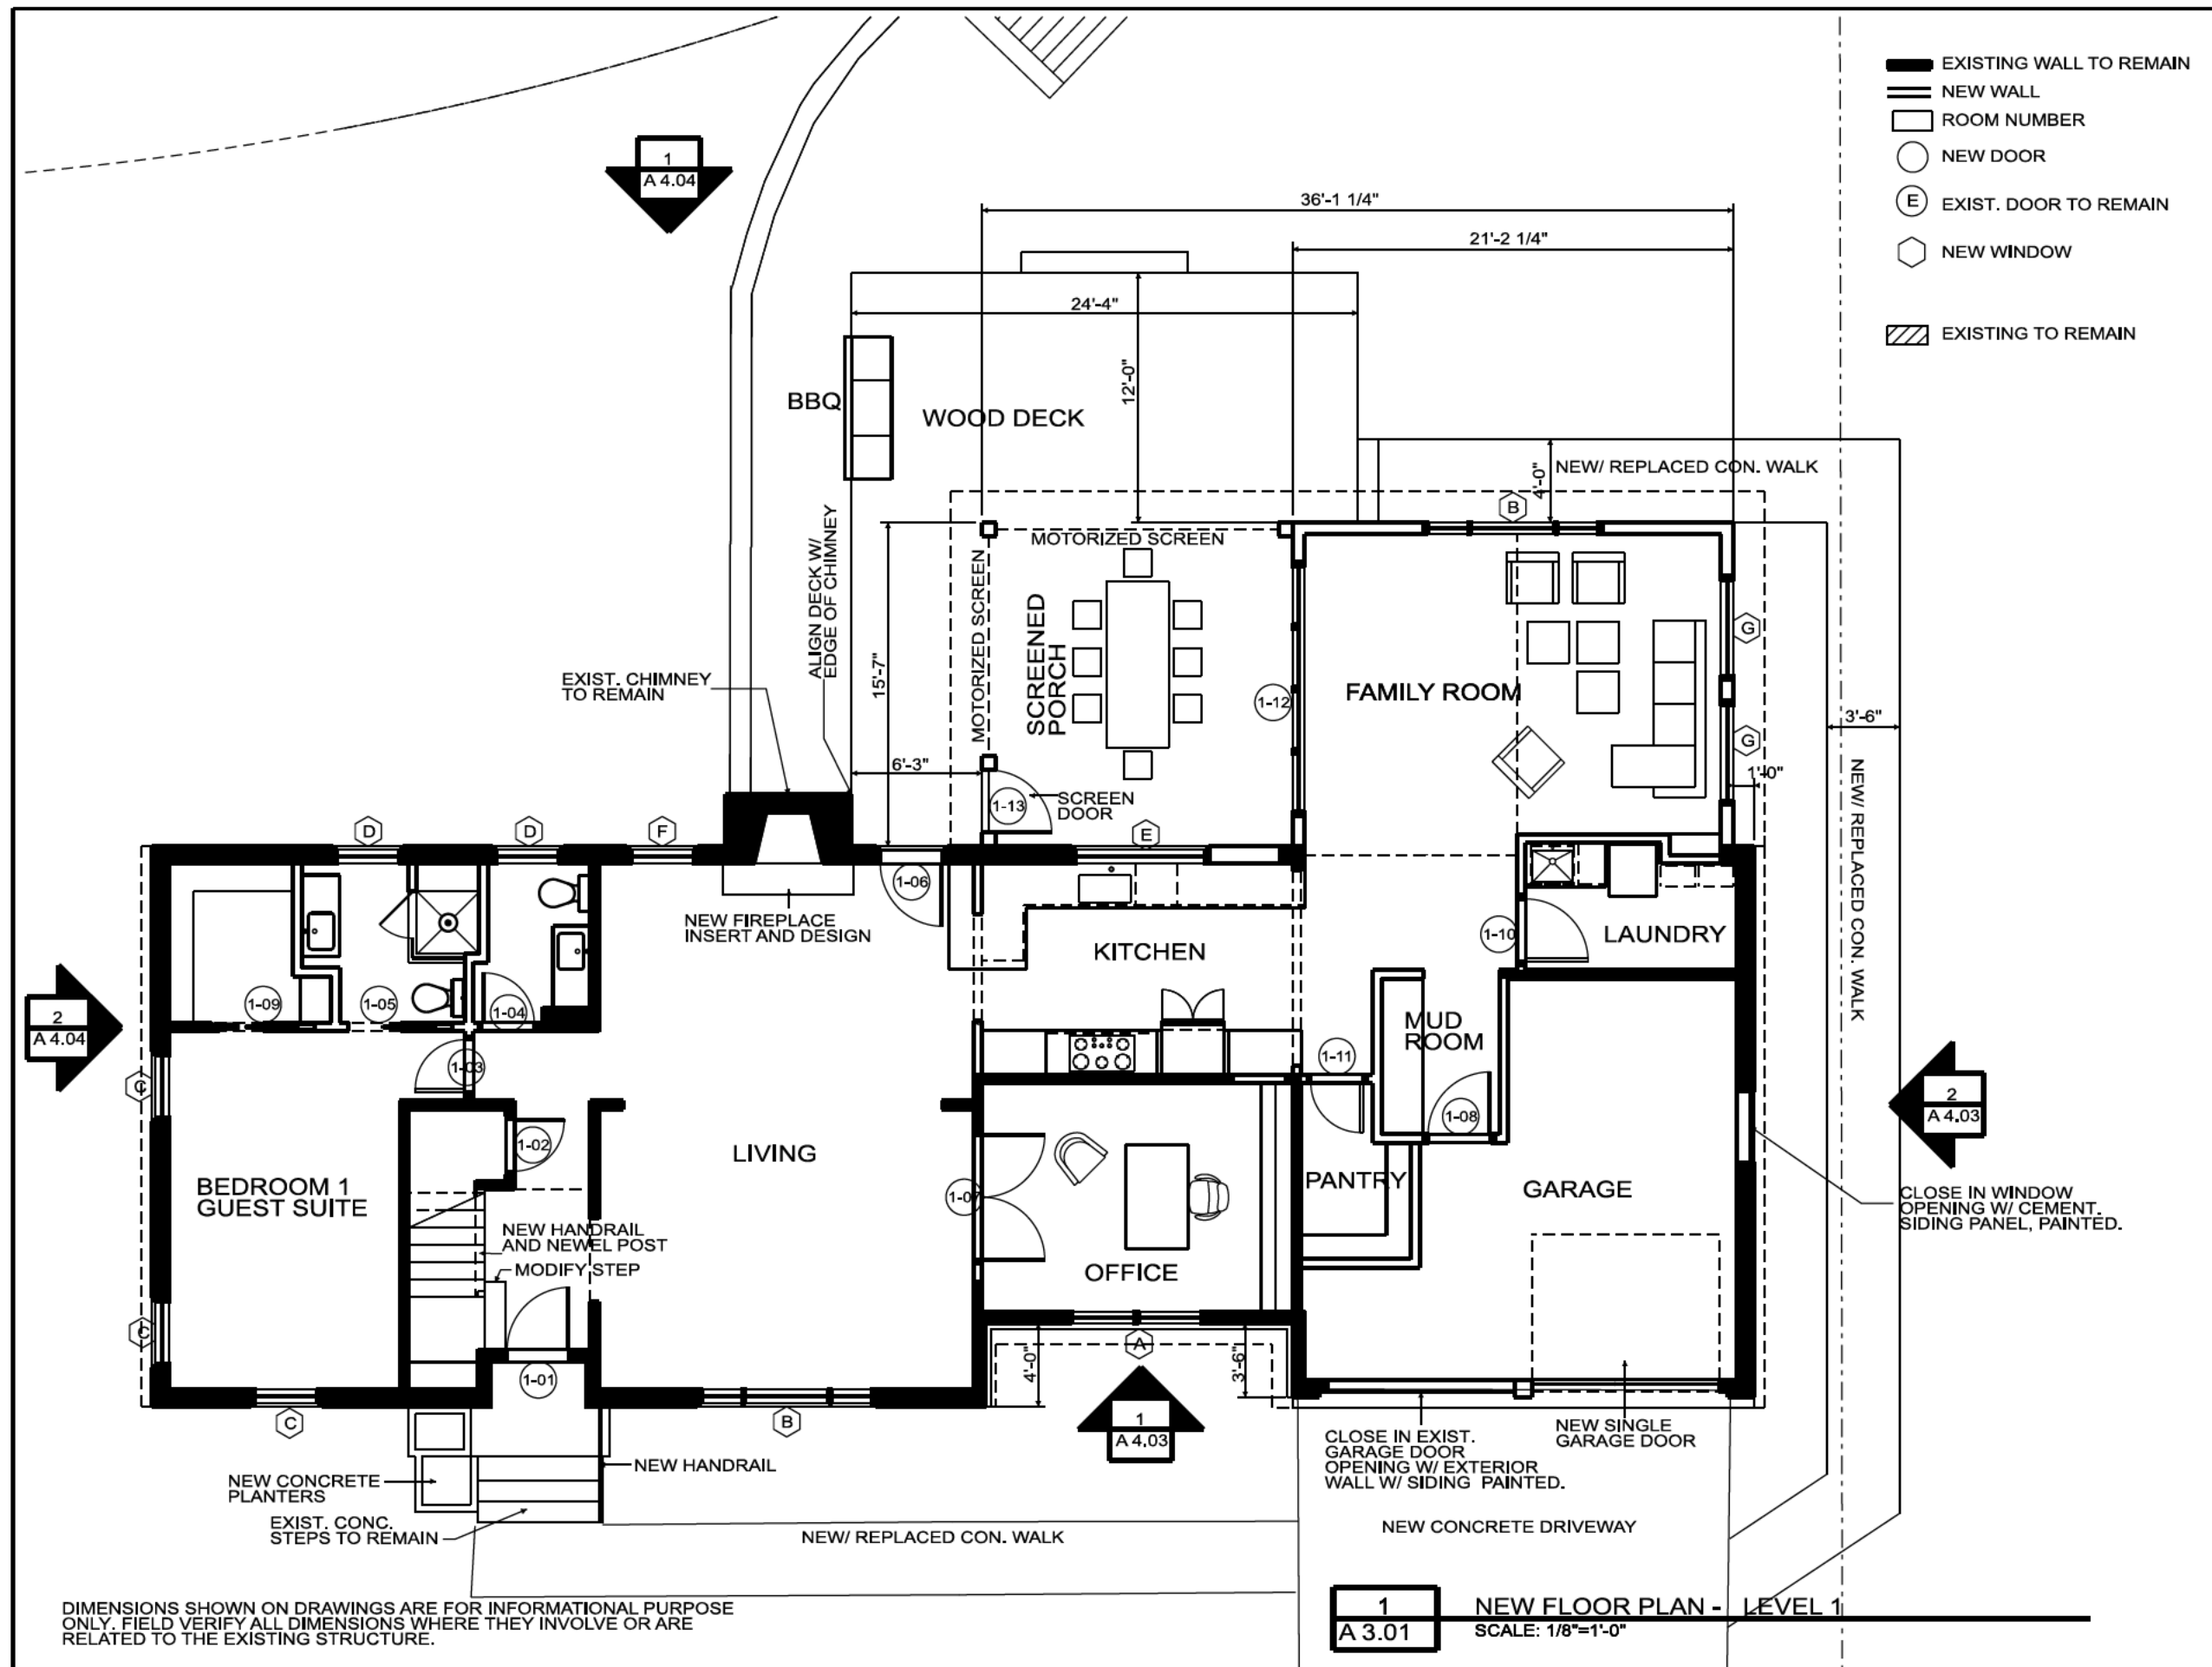 EXISTING WALL TO REMAIN
NEW WALL
ROOM NUMBER
NEW DOOR
E
EXIST. DOOR TO REMAIN
NEW WINDOW
EXISTING TO REMAIN
1
A 4.04
36'-1 1/4"
21'-2 1/4"
24'-4"
12'-0"
BBQ
WOOD DECK
NEW/ REPLACED CON. WALK
4'-0"
B
MOTORIZED SCREEN
MOTORIZED SCREEN
ALIGN DECK W/
EDGE OF CHIMNEY
15'-7"
SCREENED
PORCH
EXIST. CHIMNEY
TO REMAIN
1-12
FAMILY ROOM
G
G
3'-6"
1'-0"
6'-3"
1-13
SCREEN
DOOR
NEW/ REPLACED CON. WALK
D
D
F
E
1-06
NEW FIREPLACE
INSERT AND DESIGN
KITCHEN
1-10
LAUNDRY
1-09
1-05
1-04
2
A 4.04
MUD
ROOM
1-11
1-03
C
1-08
2
A 4.03
1-02
LIVING
BEDROOM 1
GUEST SUITE
1-07
PANTRY
GARAGE
CLOSE IN WINDOW
OPENING W/ CEMENT.
SIDING PANEL, PAINTED.
NEW HANDRAIL
AND NEWEL POST
MODIFY STEP
OFFICE
C
A
4'-0"
3'-6"
1-01
C
B
1
A 4.03
CLOSE IN EXIST.
GARAGE DOOR
OPENING W/ EXTERIOR
WALL W/ SIDING PAINTED.
NEW SINGLE
GARAGE DOOR
NEW HANDRAIL
NEW CONCRETE
PLANTERS
EXIST. CONC.
STEPS TO REMAIN
NEW/ REPLACED CON. WALK
NEW CONCRETE DRIVEWAY
DIMENSIONS SHOWN ON DRAWINGS ARE FOR INFORMATIONAL PURPOSE
ONLY. FIELD VERIFY ALL DIMENSIONS WHERE THEY INVOLVE OR ARE
RELATED TO THE EXISTING STRUCTURE.
1
A 3.01
NEW FLOOR PLAN - LEVEL 1
SCALE: 1/8"=1'-0"